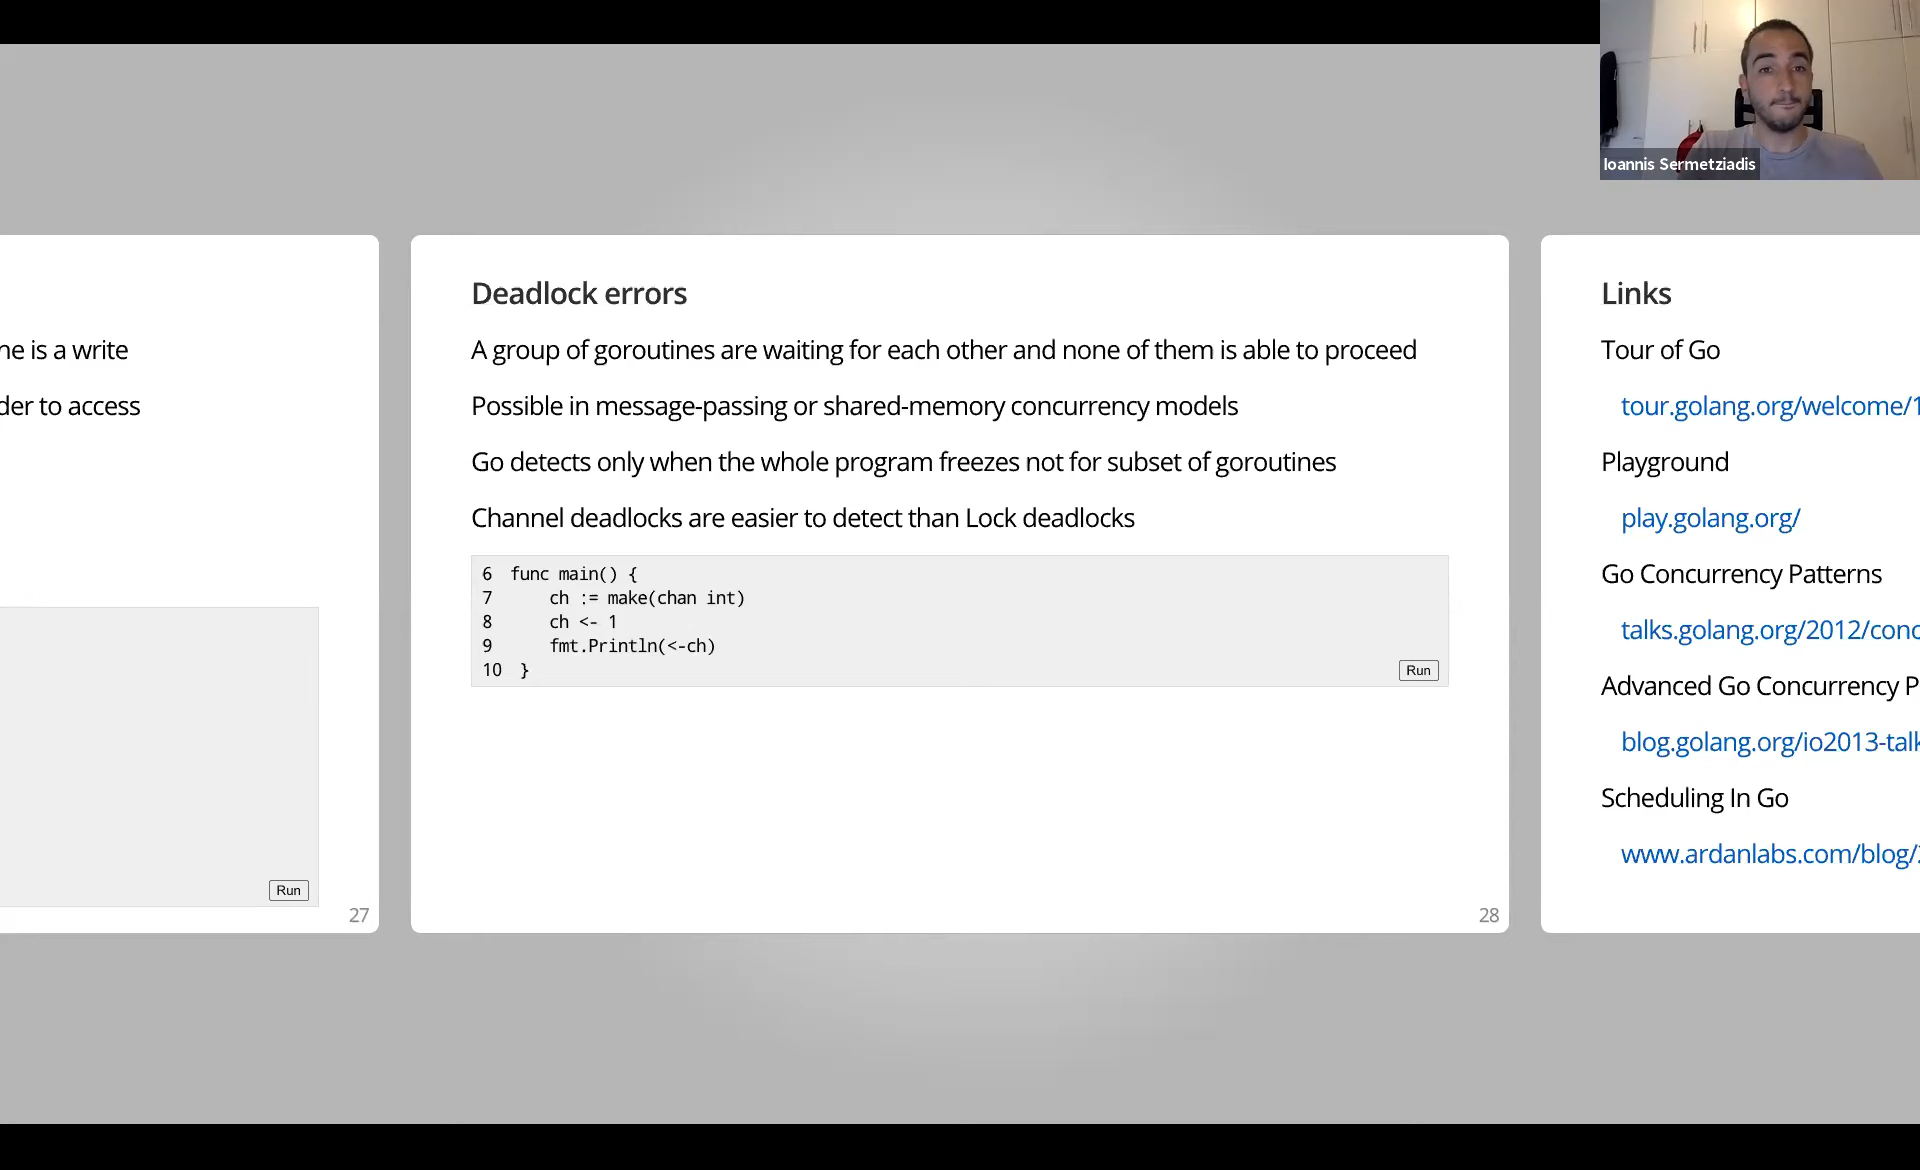 Ioannis Sermetziadis
ne is a write
der to access
Run
27
Deadlock errors
A group of goroutines are waiting for each other and none of them is able to proceed
Possible in message-passing or shared-memory concurrency models
Go detects only when the whole program freezes not for subset of goroutines
Channel deadlocks are easier to detect than Lock deadlocks
6 func main() {
7 ch := make(chan int)
8 ch <- 1
9 fmt.Println(<-ch)
10 }
Run
28
Links
Tour of Go
tour.golang.org/welcome/1
Playground
play.golang.org/
Go Concurrency Patterns
talks.golang.org/2012/conc
Advanced Go Concurrency P
blog.golang.org/io2013-talk
Scheduling In Go
www.ardanlabs.com/blog/2